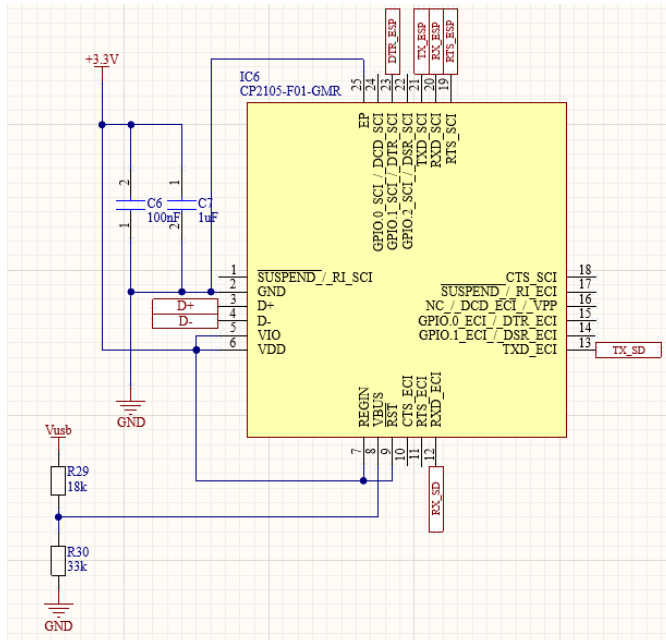 +3.3V
IC6
CP2105-F01-GMR
DTR_ESP
TX_ESP
RX_ESP
RTS_ESP
25
24
23
22
21
20
19
EP
GPIO.0_SCI_/_DCD_SCI
GPIO.1_SCI_/_DTR_SCI
GPIO.2_SCI_/_DSR_SCI
TXD_SCI
RXD_SCI
RTS_SCI
2
C6
100nF
1
1
C7
1uF
2
1
SUSPEND_/_RI_SCI
2
GND
D+
3
D+
D-
4
D-
5
VIO
6
VDD
CTS_SCI
18
SUSPEND_/_RI_ECI
17
NC_/_DCD_ECI_/_VPP
16
GPIO.0_ECI_/_DTR_ECI
15
GPIO.1_ECI_/_DSR_ECI
14
TXD_ECI
13
TX_SD
REGIN
VBUS
RST
CTS_ECI
RTS_ECI
RXD_ECI
7
8
9
10
11
12
RX_SD
GND
Vusb
R29
18k
R30
33k
GND